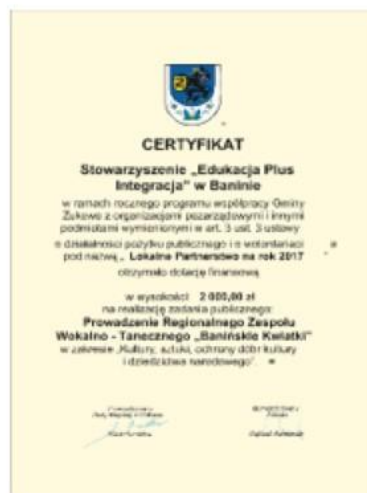 CERTYFIKAT
Stowarzyszenie „Edukacja Plus
Integracja" w Baninie
w ramach rocznego programu współpracy Gminy
Żukowo z organizacjami pozarządowymi i innymi
podmiotami wymienionymi w art. 3 ust. 3 ustawy
o działalności pożytku publicznego i o wolontariacie
pod nazwą „ Lokalne Partnerstwo na rok 2017
otrzymało dotację finansową
w wysokości 2 000,00 zł
na realizację zadania publicznego:
Prowadzenie Regionalnego Zespołu
Wokalno - Tanecznego „Banińskie Kwiatki"
w zakresie „Kultury, sztuki, ochrony dóbr kultury
i dziedzictwa narodowego".